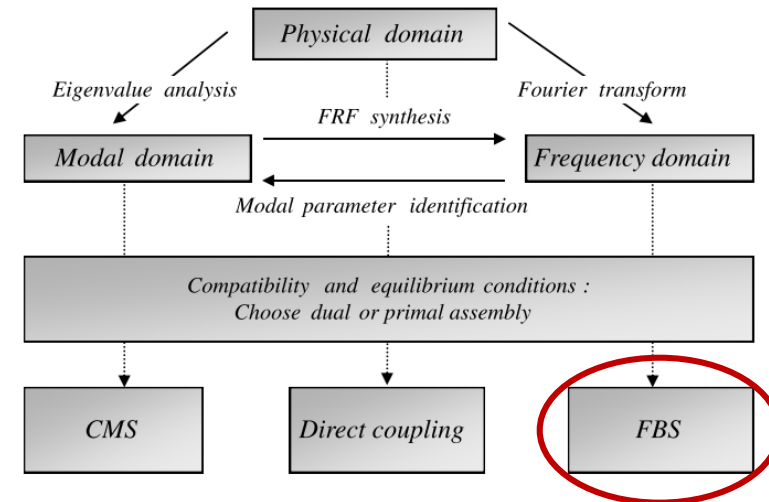 Physical domain
Eigenvalue analysis
Fourier transform
FRF synthesis
Modal domain
Frequency domain
Modal parameter identification
Compatibility and equilibrium conditions :
Choose dual or primal assembly
CMS
Direct coupling
FBS